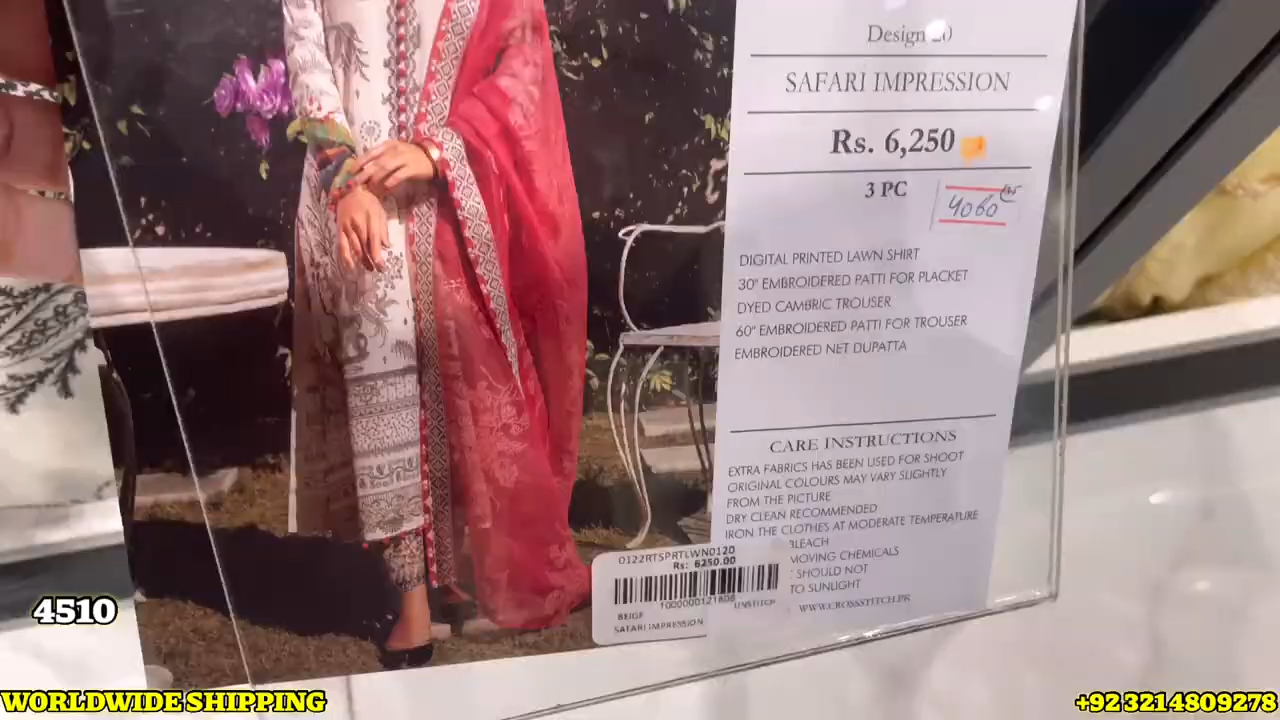 Design 20
SAFARI IMPRESSION
Rs. 6,250
3 PC
4060
DIGITAL PRINTED LAWN SHIRT
30" EMBROIDERED PATTI FOR PLACKET
DYED CAMBRIC TROUSER
60" EMBROIDERED PATTI FOR TROUSER
EMBROIDERED NET DUPATTA
CARE INSTRUCTIONS
EXTRA FABRICS HAS BEEN USED FOR SHOOT
ORIGINAL COLOURS MAY VARY SLIGHTLY
FROM THE PICTURE
DRY CLEAN RECOMMENDED
IRON THE CLOTHES AT MODERATE TEMPERATURE
BLEACH
MOVING CHEMICALS
SHOULD NOT
TO SUNLIGHT
WWW.CROSSSTITCH.PK
0122RTSPRTLWN0120
Rs: 6250.00
1000000121808
UNSTITCH
BEIGE
SAFARI IMPRESSION
4510
WORLDWIDE SHIPPING
+92 3214809278